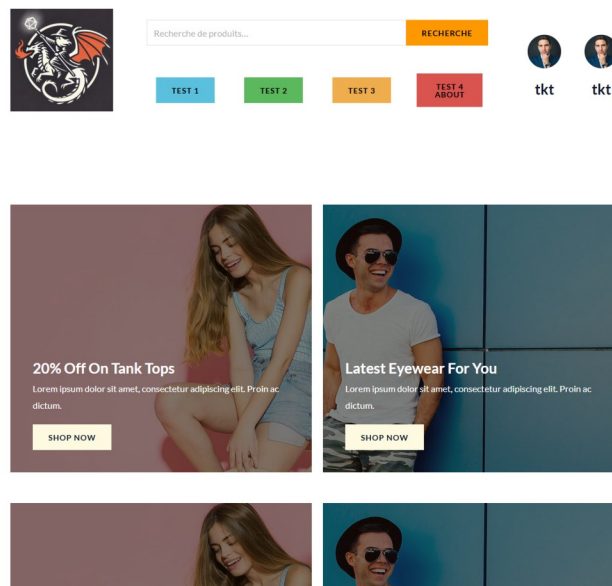 Recherche de produits...
RECHERCHE
TEST 1
TEST 2
TEST 3
TEST 4
ABOUT
tkt
tkt
20% Off On Tank Tops
Lorem ipsum dolor sit amet, consectetur adipiscing elit. Proin ac
dictum.
SHOP NOW
Latest Eyewear For You
Lorem ipsum dolor sit amet, consectetur adipiscing elit. Proin ac
dictum.
SHOP NOW